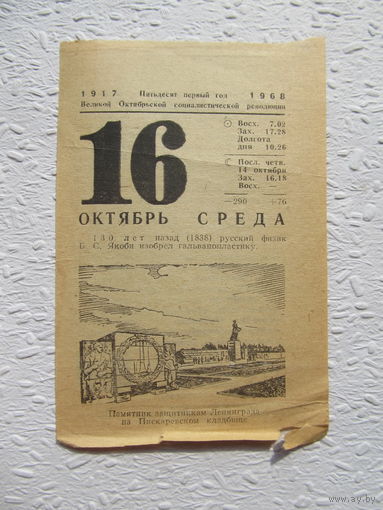 1917 Пятьдесят первый год 1968
Великой Октябрьской социалистической революции
16
Восх. 7.02
Зах. 17.28
Долгота
дня 10.26
Посл. четв.
14 октября
Зах. 16.18
Восх. —
—290 +76
ОКТЯБРЬ СРЕДА
130 лет назад (1838) русский физик
Б. С. Якоби изобрел гальванопластику.
Памятник защитникам Ленинграда
на Пискаревском кладбище
www.ay.by